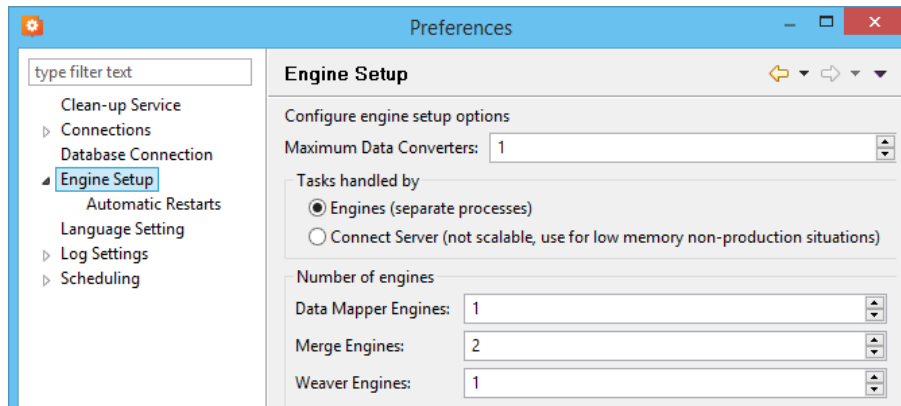 Preferences
type filter text
Clean-up Service
Connections
Database Connection
Engine Setup
Automatic Restarts
Language Setting
Log Settings
Scheduling
Engine Setup
Configure engine setup options
Maximum Data Converters: 1
Tasks handled by
Engines (separate processes)
Connect Server (not scalable, use for low memory non-production situations)
Number of engines
Data Mapper Engines: 1
Merge Engines: 2
Weaver Engines: 1